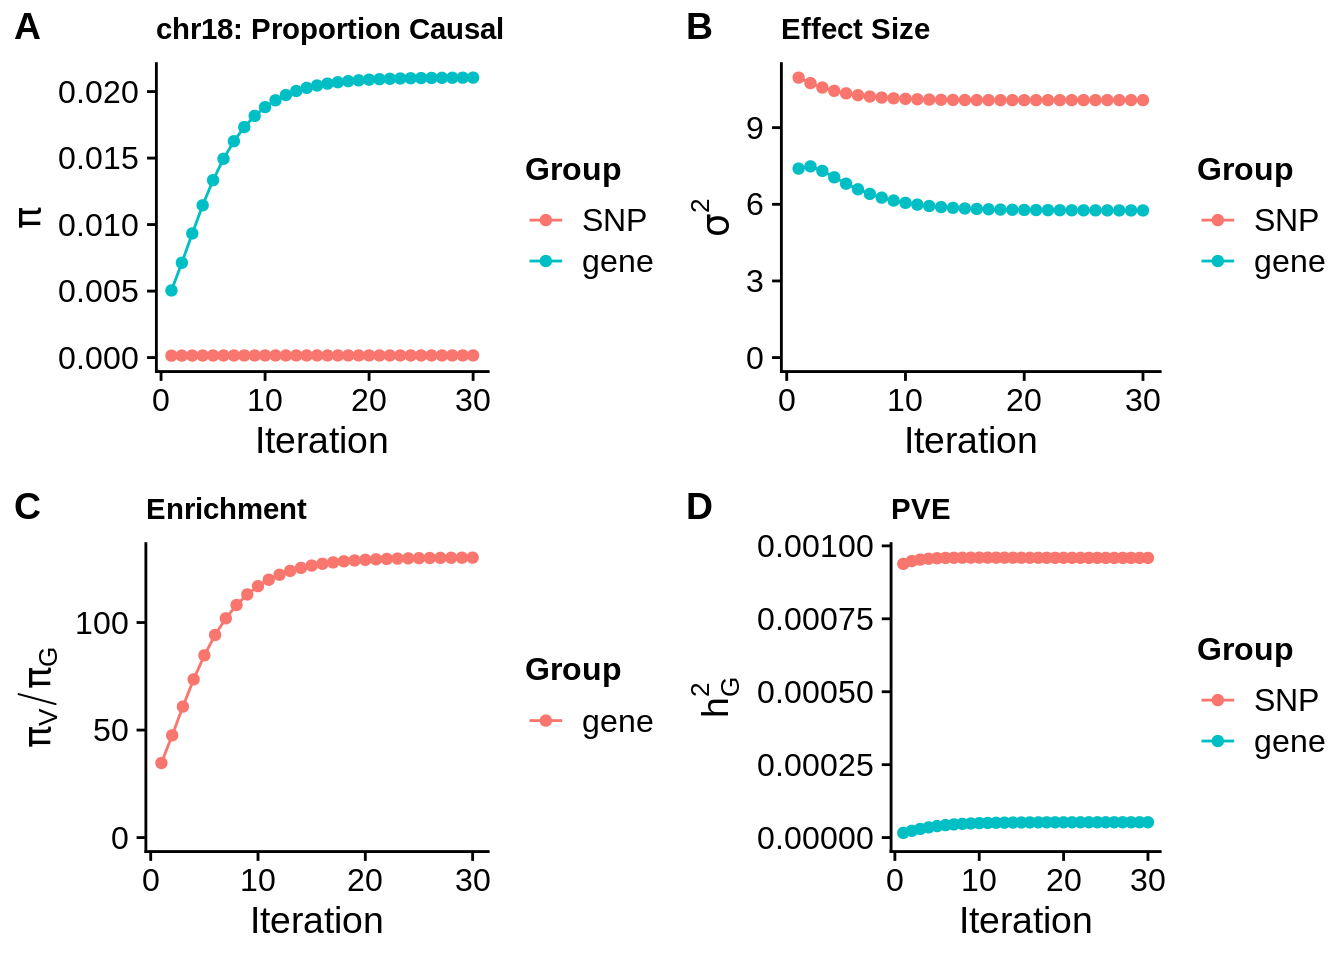 A
chr18: Proportion Causal
0.020
0.015
0.010
0.005
0.000
π
0 10 20 30
Iteration
Group
SNP
gene
B
Effect Size
9
6
3
0
σ²
0 10 20 30
Iteration
Group
SNP
gene
C
Enrichment
100
50
0
π_V/π_G
0 10 20 30
Iteration
Group
gene
D
PVE
0.00100
0.00075
0.00050
0.00025
0.00000
h²_G
0 10 20 30
Iteration
Group
SNP
gene